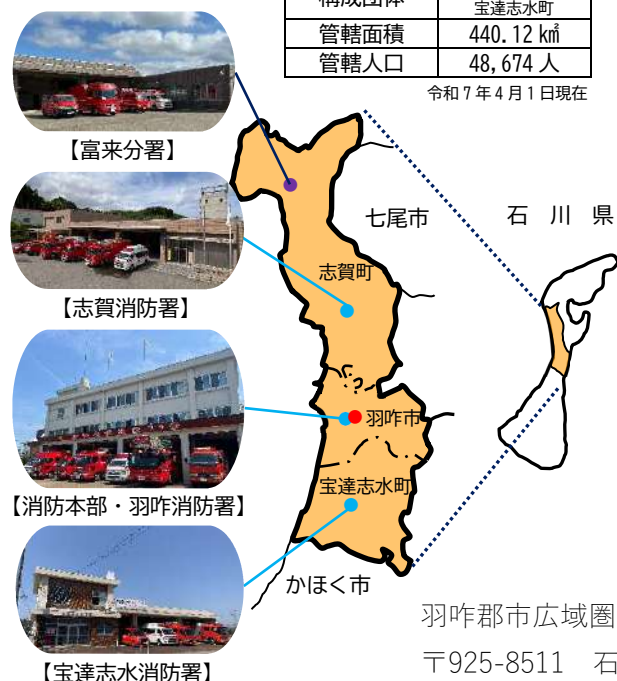 構成団体
宝達志水町
管轄面積 440.12 ㎢
管轄人口 48,674 人
令和7年4月1日現在
【富来分署】
七尾市
石 川 県
志賀町
【志賀消防署】
羽咋市
【消防本部・羽咋消防署】
宝達志水町
かほく市
羽咋郡市広域圏
〒925-8511 石
【宝達志水消防署】